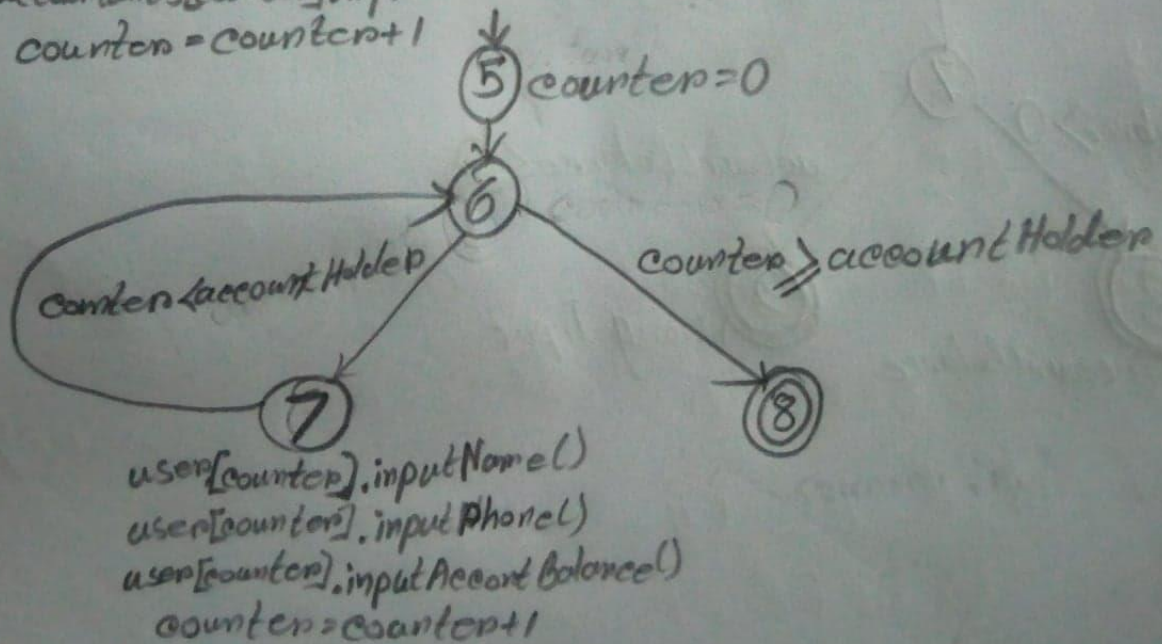 counter = counter+1
5 counter=0
6
counter<accountHolder
counter ≥ accountHolder
7
8
user[counter].inputName()
user[counter].inputPhone()
user[counter].inputAccontBalance()
counter=counter+1